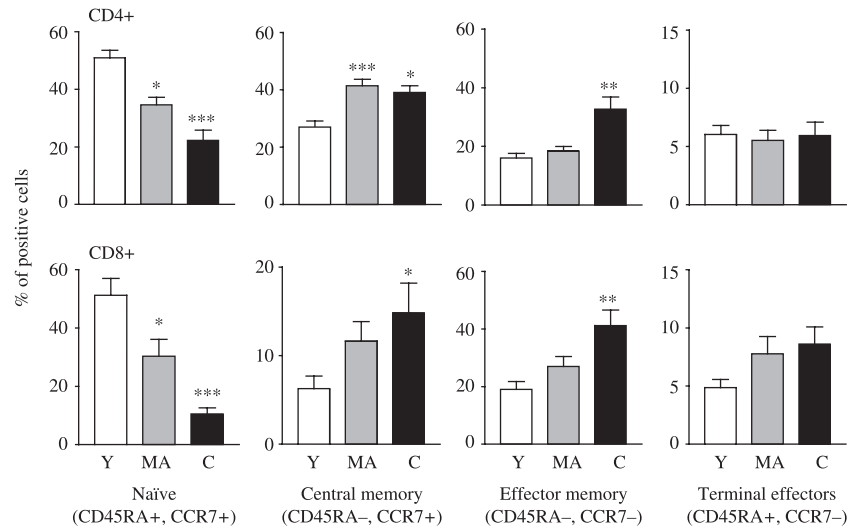 CD4+
60
40
20
0
*
***
60
40
20
0
***
*
60
40
20
0
**
15
10
5
0
% of positive cells
CD8+
60
40
20
0
*
***
20
10
0
*
60
40
20
0
**
15
10
5
0
Y MA C
Y MA C
Y MA C
Y MA C
Naïve
(CD45RA+, CCR7+)
Central memory
(CD45RA–, CCR7+)
Effector memory
(CD45RA–, CCR7–)
Terminal effectors
(CD45RA+, CCR7–)